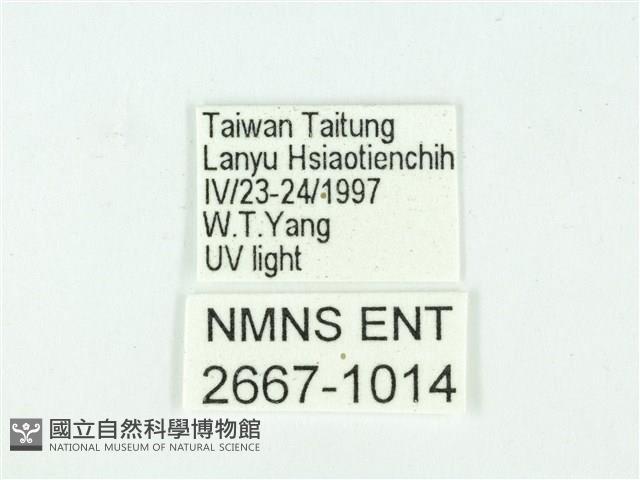 Taiwan Taitung
Lanyu Hsiaotienchih
IV/23-24/1997
W.T.Yang
UV light
NMNS ENT
2667-1014
國立自然科學博物館
NATIONAL MUSEUM OF NATURAL SCIENCE